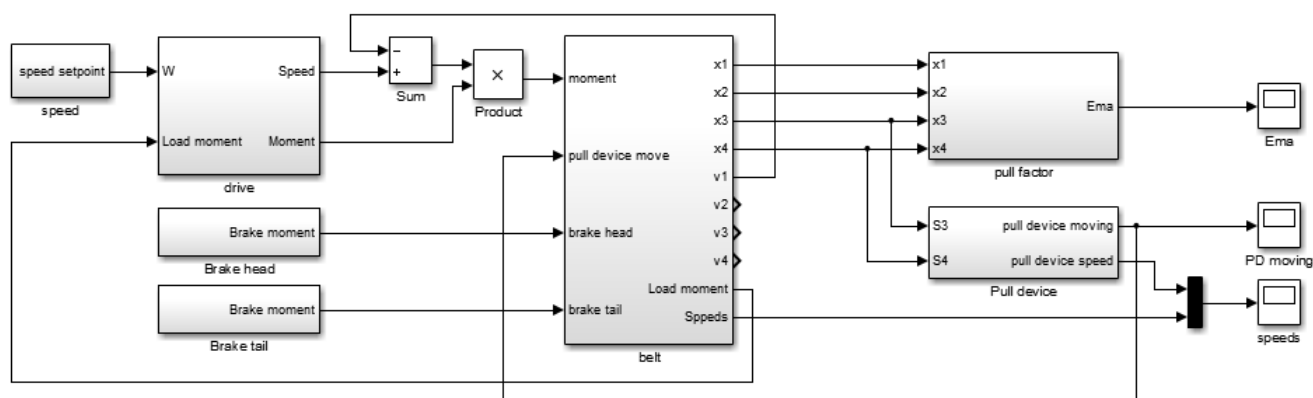 speed setpoint
speed
W
Load moment
Speed
Moment
drive
−
+
Sum
×
Product
Brake moment
Brake head
Brake moment
Brake tail
moment
pull device move
brake head
brake tail
x1
x2
x3
x4
v1
v2
v3
v4
Load moment
Sppeds
belt
x1
x2
x3
x4
Ema
pull factor
S3
S4
pull device moving
pull device speed
Pull device
Ema
PD moving
speeds